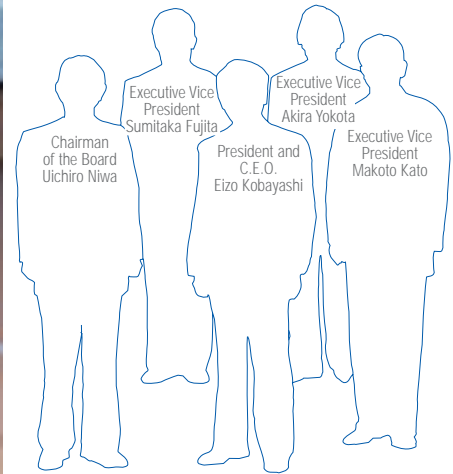 Executive Vice
President
Sumitaka Fujita
Executive Vice
President
Akira Yokota
Chairman
of the Board
Uichiro Niwa
President and
C.E.O.
Eizo Kobayashi
Executive Vice
President
Makoto Kato